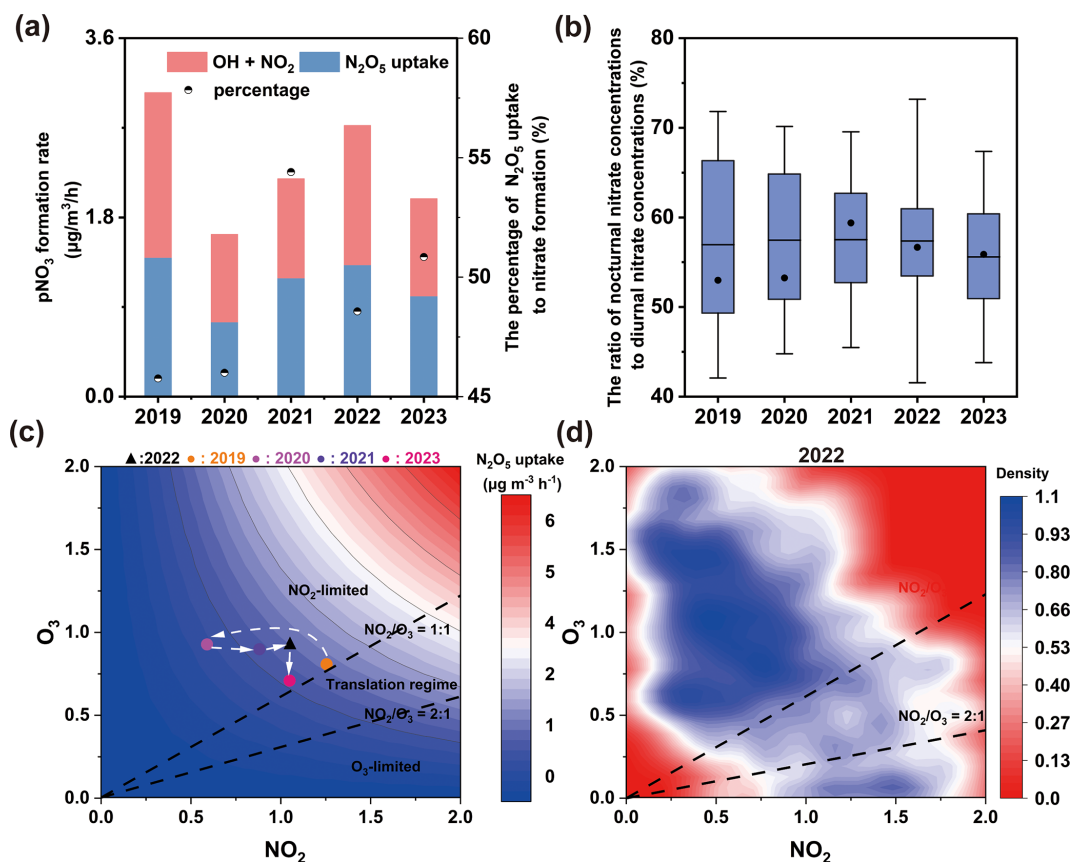 (a)
3.6
1.8
0.0
pNO3 formation rate
(μg/m³/h)
OH + NO2
N2O5 uptake
percentage
60
55
50
45
The percentage of N2O5 uptake
to nitrate formation (%)
2019 2020 2021 2022 2023
(b)
80
70
60
50
40
The ratio of nocturnal nitrate concentrations
to diurnal nitrate concentrations (%)
2019 2020 2021 2022 2023
(c)
▲:2022 ● : 2019 ● : 2020 ● : 2021 ● : 2023
2.0
1.5
1.0
0.5
0.0
O3
NO2-limited
NO2/O3 = 1:1
Translation regime
NO2/O3 = 2:1
O3-limited
0.0 0.5 1.0 1.5 2.0
NO2
N2O5 uptake
(μg m⁻³ h⁻¹)
6
5
4
2
1
0
(d)
2022
2.0
1.5
1.0
0.5
0.0
O3
NO2/O
NO2/O3 = 2:1
0.0 0.5 1.0 1.5 2.0
NO2
Density
1.1
0.93
0.80
0.66
0.53
0.40
0.27
0.13
0.0